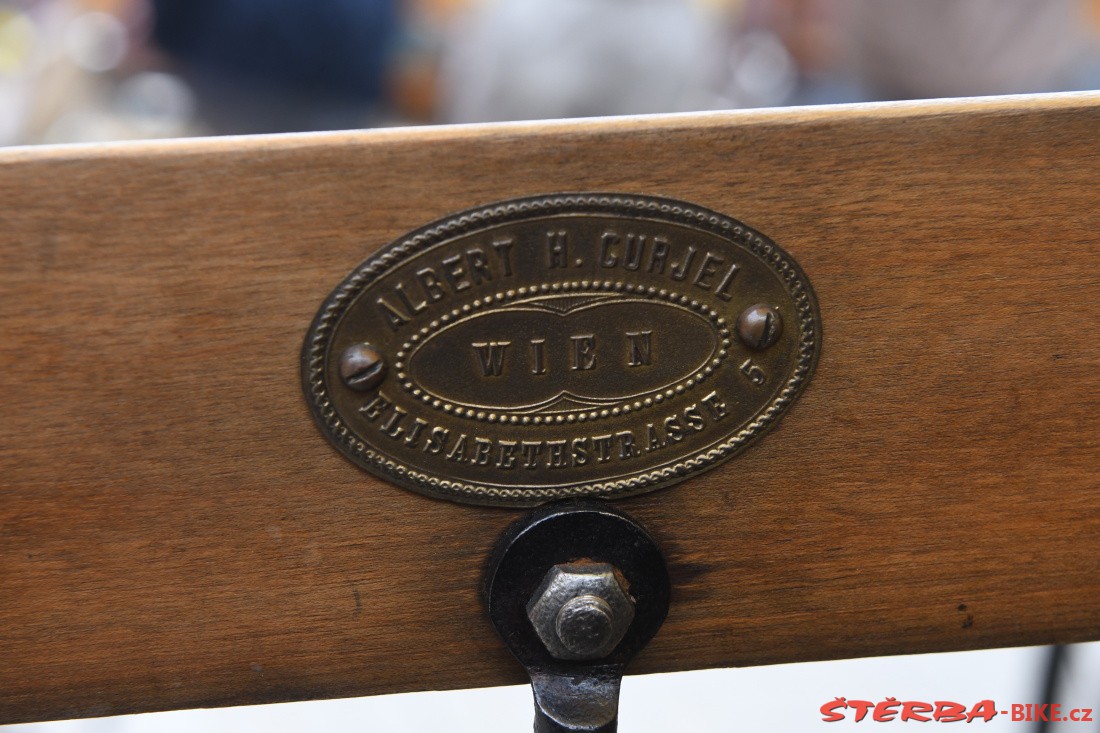 ALBERT H. CURJEL
WIEN
ELISABETHSTRASSE 5
ŠTĚRBA-BIKE.cz